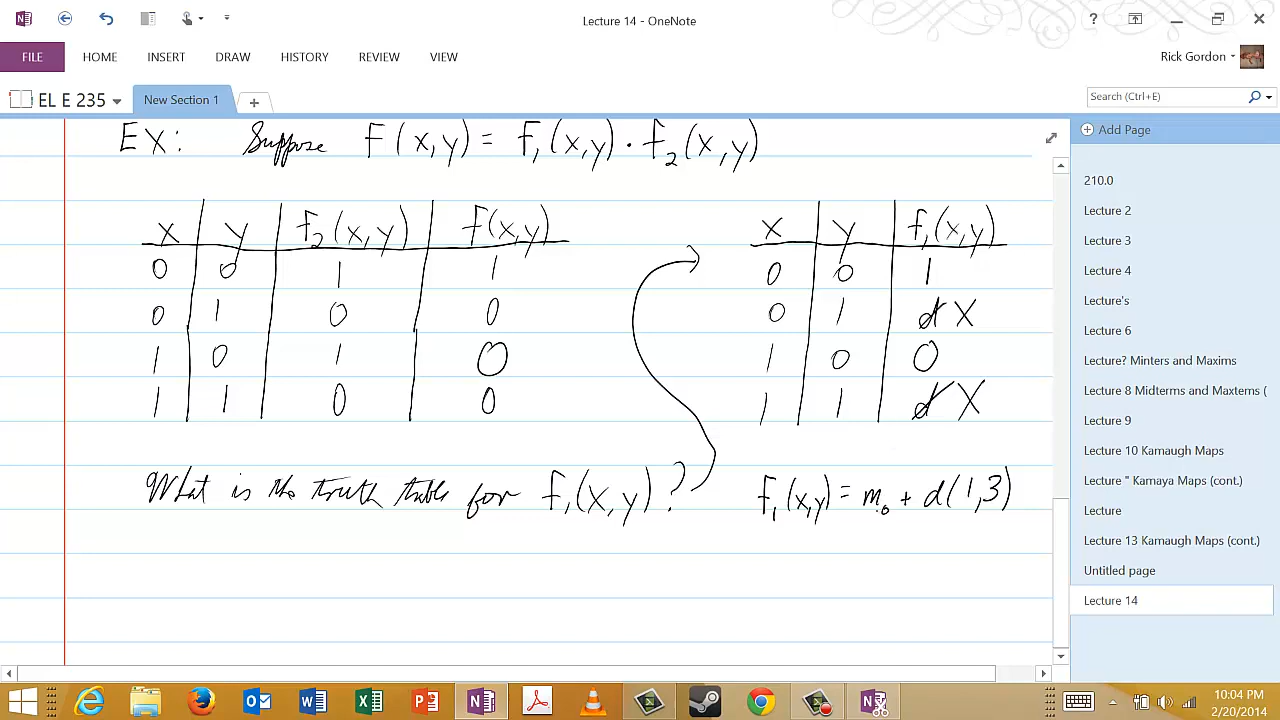 Lecture 14 - OneNote
?
FILE HOME INSERT DRAW HISTORY REVIEW VIEW
Rick Gordon
EL E 235
New Section 1
+
Search (Ctrl+E)
Add Page
210.0
Lecture 2
Lecture 3
Lecture 4
Lecture's
Lecture 6
Lecture? Minters and Maxims
Lecture 8 Midterms and Maxtems (
Lecture 9
Lecture 10 Kamaugh Maps
Lecture " Kamaya Maps (cont.)
Lecture
Lecture 13 Kamaugh Maps (cont.)
Untitled page
Lecture 14
EX: Suppose f(x,y) = f₁(x,y) · f₂(x,y)
x y f₂(x,y) f(x,y)
0 0 1 1
0 1 0 0
1 0 1 0
1 1 0 0
x y f₁(x,y)
0 0 1
0 1 d X
1 0 0
1 1 d X
What is the truth table for f₁(x,y)?
f₁(x,y) = m₀ + d(1,3)
10:04 PM
2/20/2014